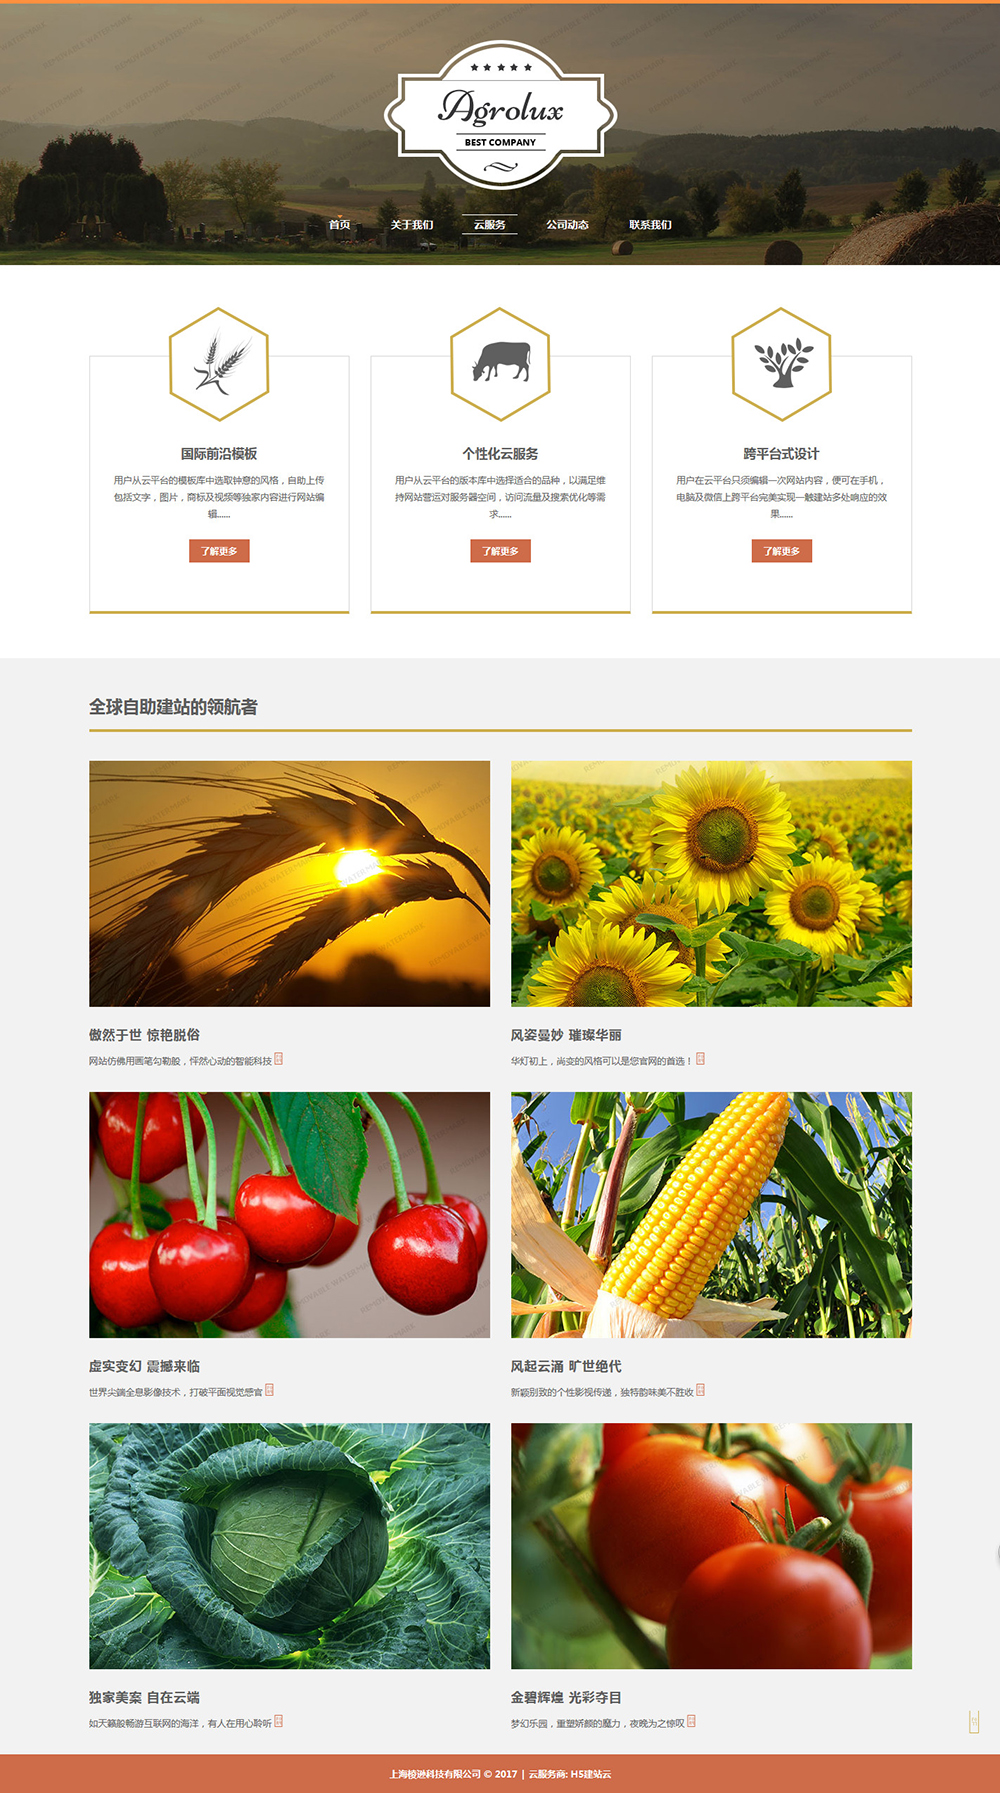 Agrolux
BEST COMPANY
首页 关于我们 云服务 公司动态 联系我们
国际前沿模板
用户从云平台的模板库中选取钟意的风格，自助上传
包括文字，图片，商标及视频等独家内容进行网站编
辑......
了解更多
个性化云服务
用户从云平台的版本库中选择适合的品种，以满足维
持网站营运对服务器空间，访问流量及搜索优化等需
求......
了解更多
跨平台式设计
用户在云平台只须编辑一次网站内容，便可在手机，
电脑及微信上跨平台完美实现一触建站多处响应的效
果......
了解更多
全球自助建站的领航者
傲然于世 惊艳脱俗
网站仿佛用画笔勾勒般，怦然心动的智能科技
风姿曼妙 璀璨华丽
华灯初上，尚变的风格可以是您官网的首选！
虚实变幻 震撼来临
世界尖端全息影像技术，打破平面视觉感官
风起云涌 旷世绝代
新颖别致的个性影视传递，独特韵味美不胜收
独家美案 自在云端
如天籁般畅游互联网的海洋，有人在用心聆听
金碧辉煌 光彩夺目
梦幻乐园，重塑娇颜的魔力，夜晚为之惊叹
上海棱逊科技有限公司 © 2017 | 云服务商: H5建站云
REMOVABLE WATERMARK